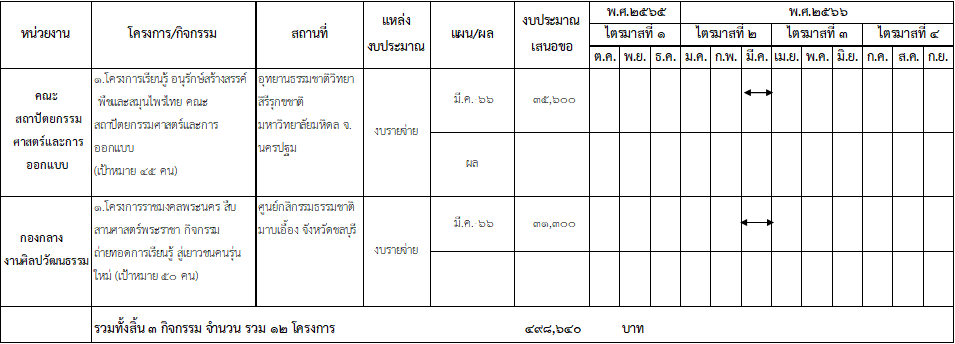 หน่วยงาน
โครงการ/กิจกรรม
สถานที่
แหล่ง
งบประมาณ
แผน/ผล
งบประมาณ
เสนอขอ
พ.ศ.๒๕๖๕
พ.ศ.๒๕๖๖
ไตรมาสที่ ๑
ไตรมาสที่ ๒
ไตรมาสที่ ๓
ไตรมาสที่ ๔
ต.ค. พ.ย. ธ.ค. ม.ค. ก.พ. มี.ค. เม.ย. พ.ค. มิ.ย. ก.ค. ส.ค. ก.ย.
คณะ
สถาปัตยกรรม
ศาสตร์และการ
ออกแบบ
๑.โครงการเรียนรู้ อนุรักษ์สร้างสรรค์
พืชและสมุนไพรไทย คณะ
สถาปัตยกรรมศาสตร์และการ
ออกแบบ
(เป้าหมาย ๔๕ คน)
อุทยานธรรมชาติวิทยา
สิรีรุกขชาติ
มหาวิทยาลัยมหิดล จ.
นครปฐม
งบรายจ่าย
มี.ค. ๖๖
๓๕,๖๐๐
ผล
กองกลาง
งานศิลปวัฒนธรรม
๑.โครงการราชมงคลพระนคร สืบ
สานศาสตร์พระราชา กิจกรรม
ถ่ายทอดการเรียนรู้ สู่เยาวชนคนรุ่น
ใหม่ (เป้าหมาย ๕๐ คน)
ศูนย์กสิกรรมธรรมชาติ
มาบเอื้อง จังหวัดชลบุรี
งบรายจ่าย
มี.ค. ๖๖
๓๑,๓๐๐
รวมทั้งสิ้น ๓ กิจกรรม จำนวน รวม ๑๒ โครงการ
๔๙๘,๖๔๐
บาท